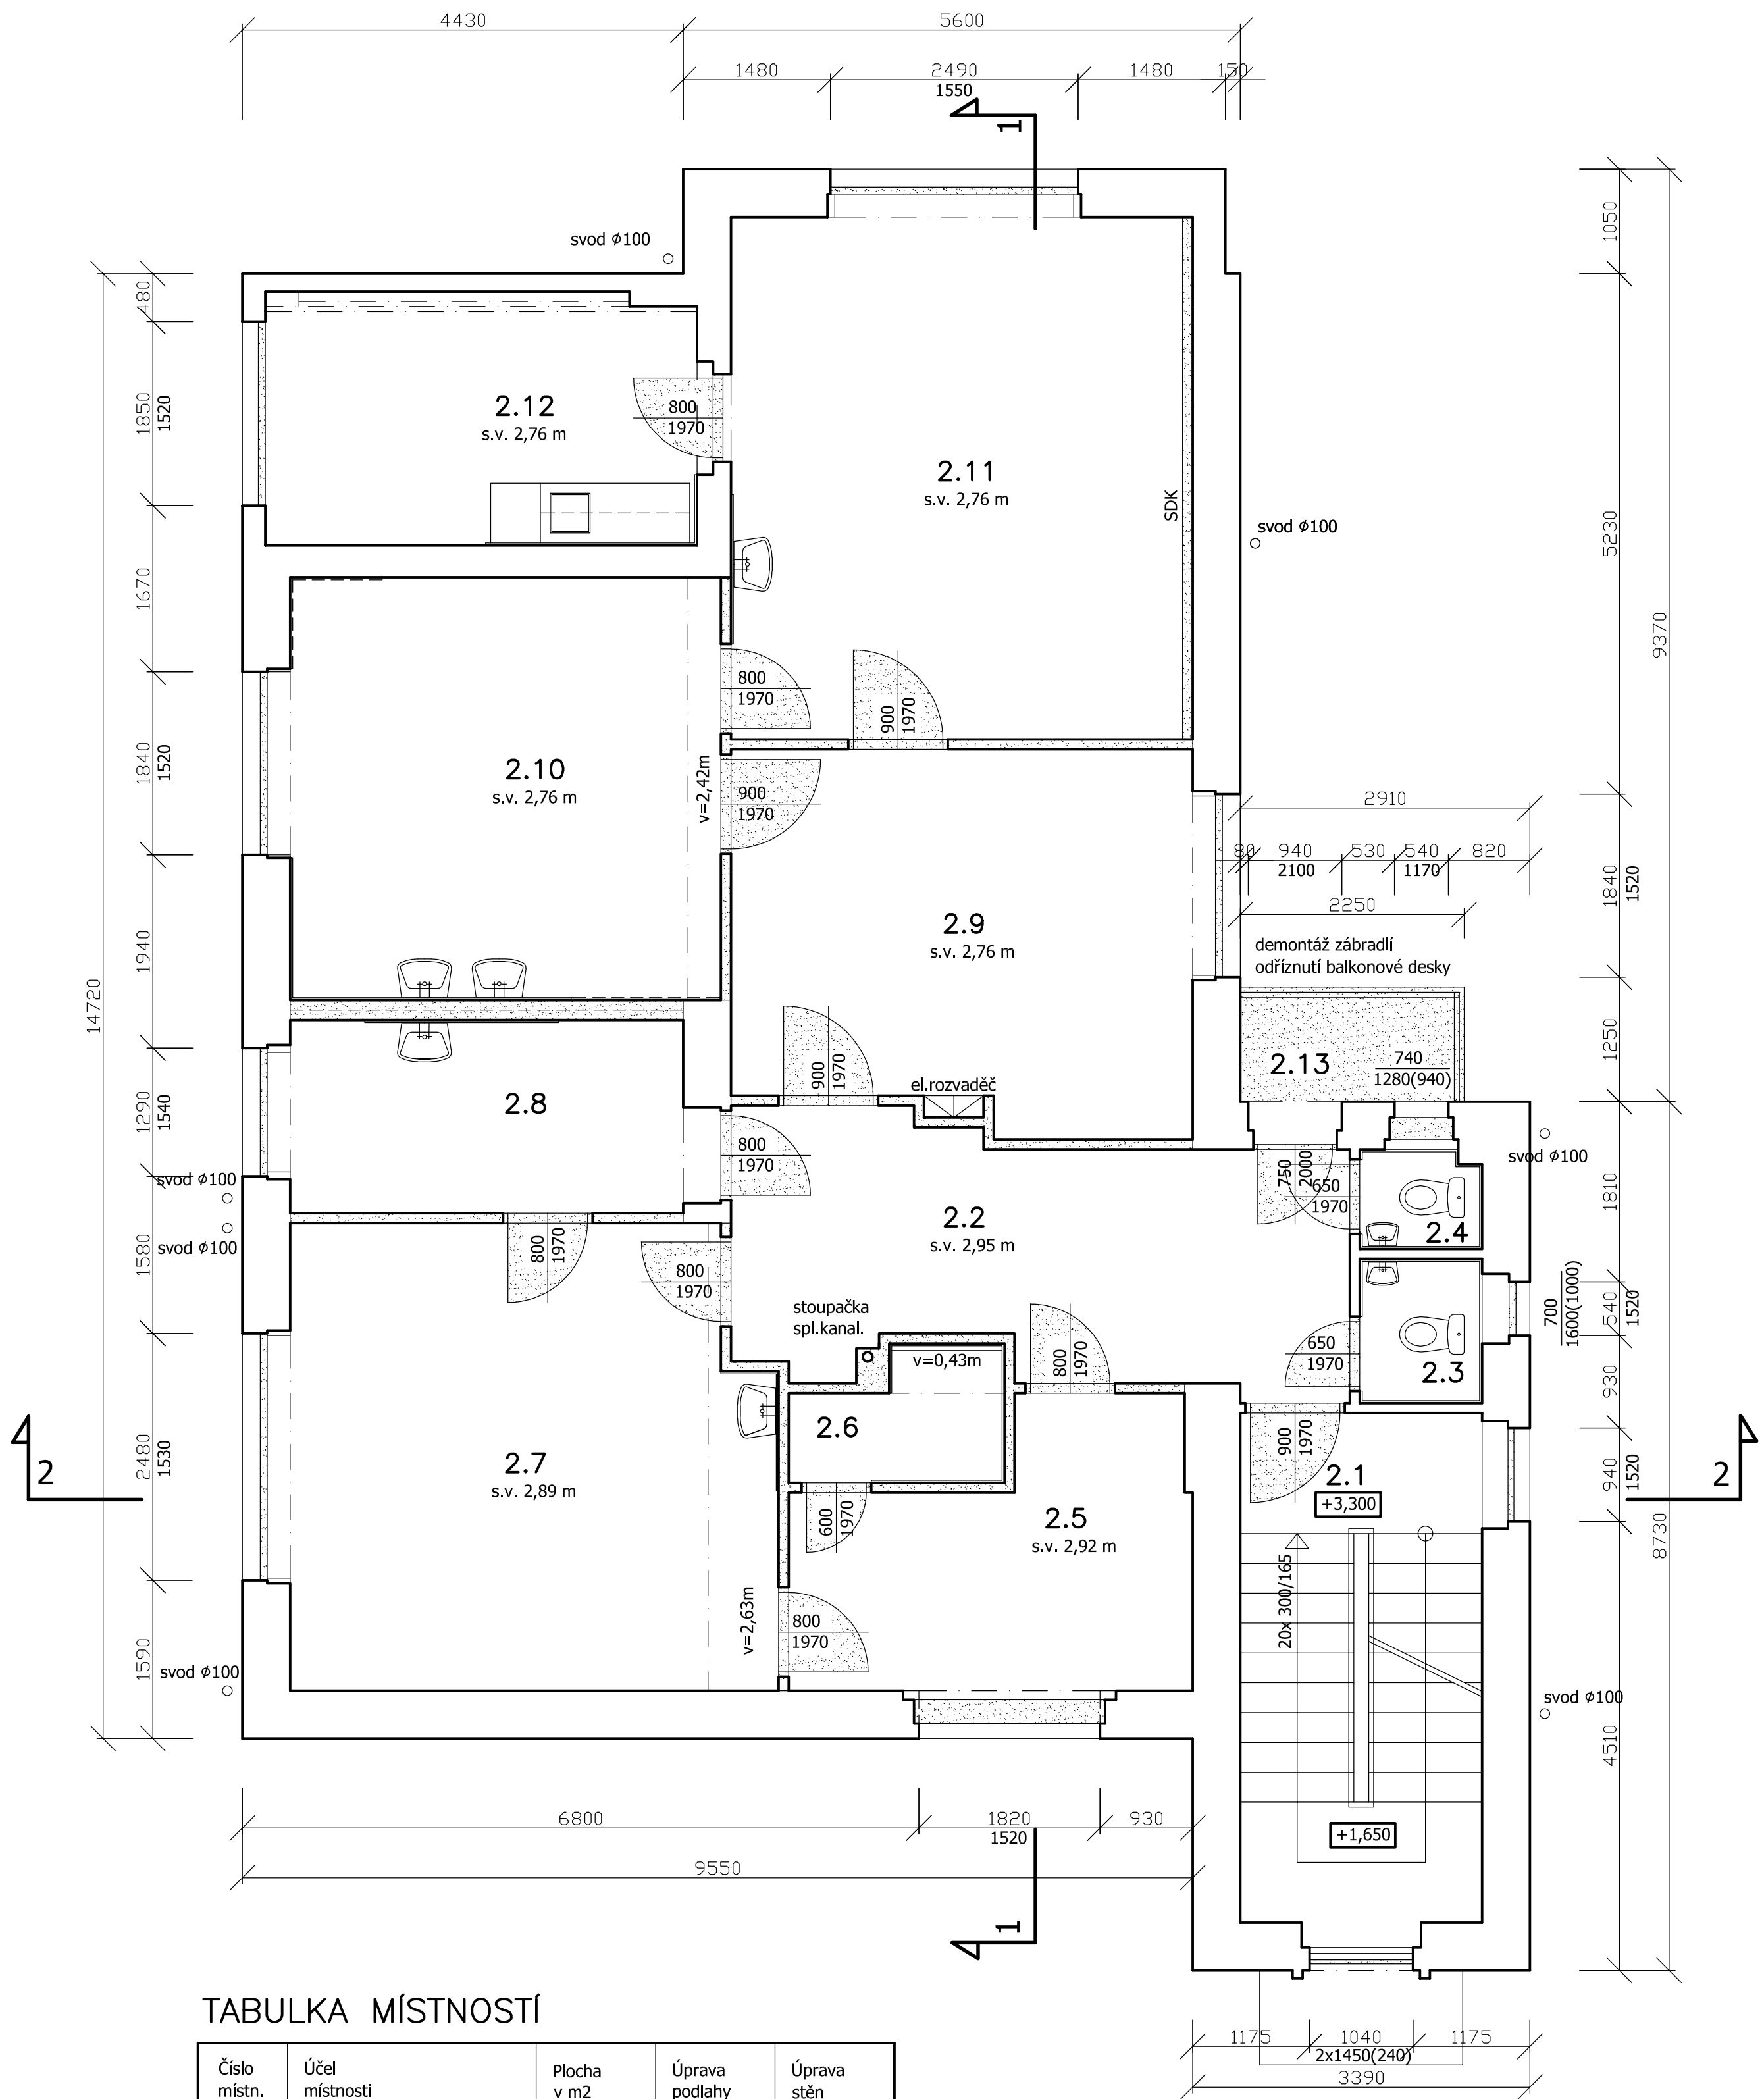 4430
5600
1480
2490
1480
150
1550
1
svod ø100
1050
480
1850
1520
2.12
s.v. 2,76 m
800
1970
2.11
s.v. 2,76 m
SDK
svod ø100
5230
9370
1670
800
1970
900
1970
1840
1520
2.10
s.v. 2,76 m
v=2,42m
900
1970
2910
80
940
530
540
820
2100
1170
1840
1520
2250
2.9
s.v. 2,76 m
demontáž zábradlí
odříznutí balkonové desky
1940
14720
1250
2.13
740
1280(940)
900
1970
el.rozvaděč
2.8
1290
1540
800
1970
svod ø100
svod ø100
750
2000
650
1970
svod ø100
1810
2.2
s.v. 2,95 m
2.4
1580
800
1970
800
1970
700
1600(1000)
540
1520
stoupačka
spl.kanal.
v=0,43m
800
1970
650
1970
2.3
930
2.6
900
1970
2.1
+3,300
2
2480
1530
2.7
s.v. 2,89 m
600
1970
2.5
s.v. 2,92 m
940
1520
2
8730
20x 300/165
v=2,63m
800
1970
1590
svod ø100
svod ø100
4510
6800
1820
930
1520
+1,650
9550
1
TABULKA MÍSTNOSTÍ
1175
1040
1175
2x1450(240)
3390
Číslo
místn.
Účel
místnosti
Plocha
v m2
Úprava
podlahy
Úprava
stěn